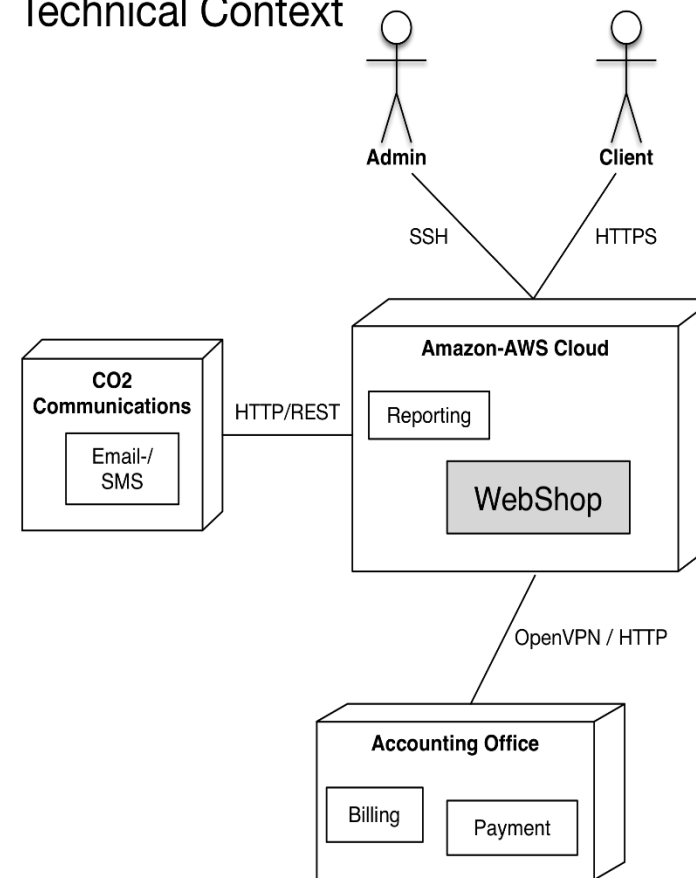 Technical Context
Admin
Client
SSH
HTTPS
Amazon-AWS Cloud
CO2
Communications
HTTP/REST
Reporting
Email-/
SMS
WebShop
OpenVPN / HTTP
Accounting Office
Billing
Payment